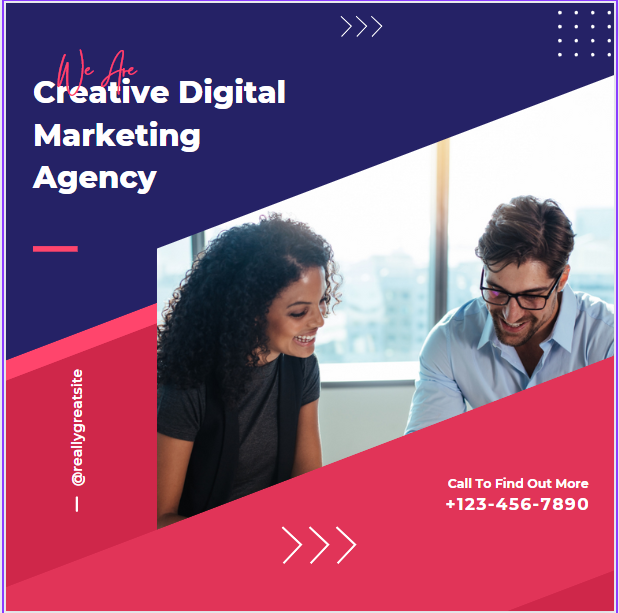 We Are
Creative Digital
Marketing
Agency
@reallygreatsite
Call To Find Out More
+123-456-7890